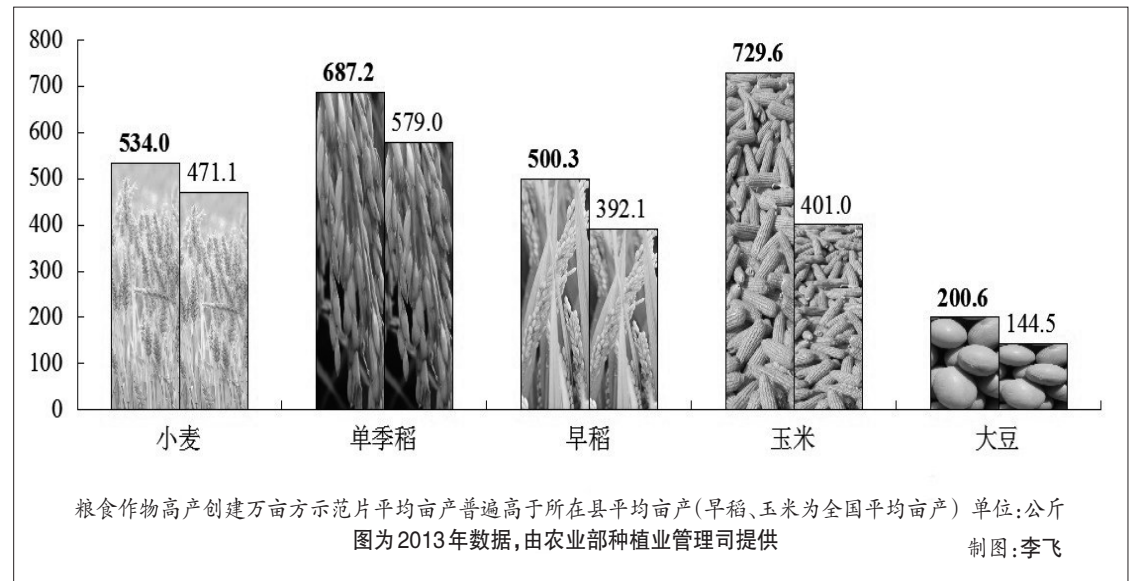 800
700
600
500
400
300
200
100
0
534.0
471.1
687.2
579.0
500.3
392.1
729.6
401.0
200.6
144.5
小麦
单季稻
早稻
玉米
大豆
粮食作物高产创建万亩方示范片平均亩产普遍高于所在县平均亩产(早稻、玉米为全国平均亩产) 单位:公斤
图为2013年数据,由农业部种植业管理司提供
制图:李飞